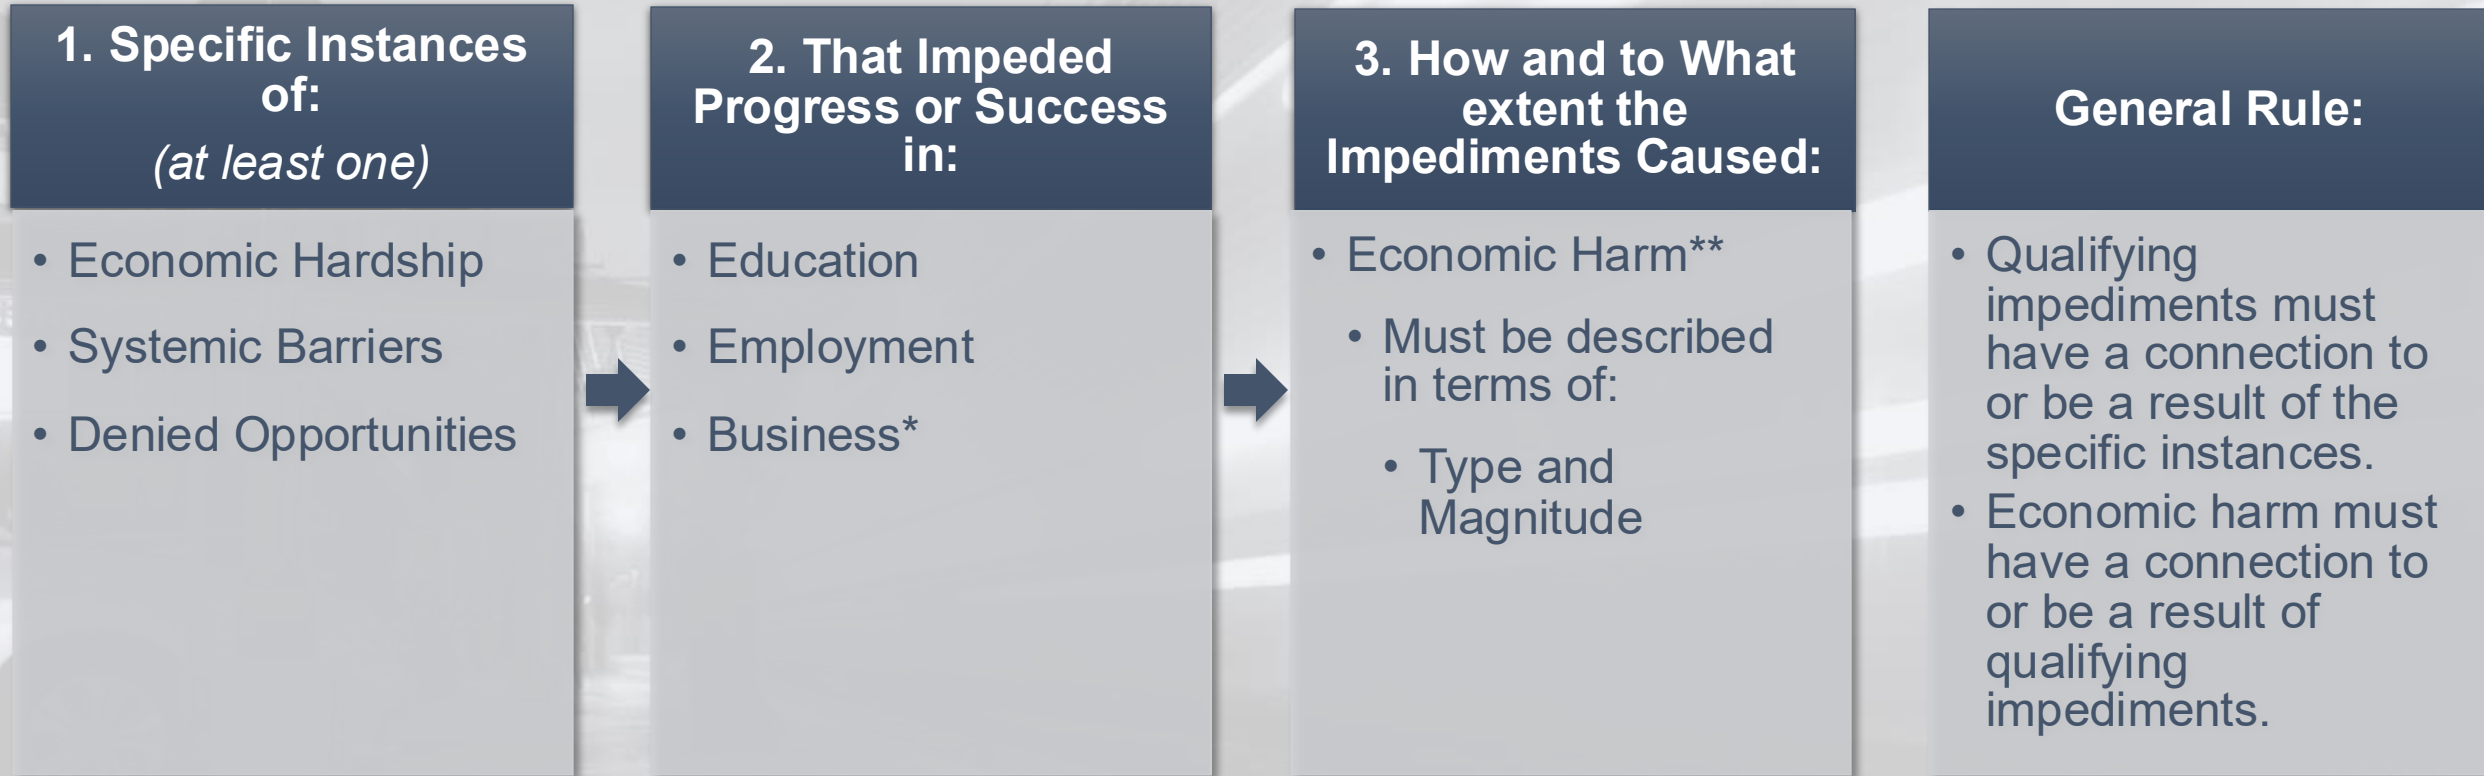 1. Specific Instances
of:
(at least one)
• Economic Hardship
• Systemic Barriers
• Denied Opportunities
2. That Impeded
Progress or Success
in:
• Education
• Employment
• Business*
3. How and to What
extent the
Impediments Caused:
• Economic Harm**
• Must be described
in terms of:
• Type and
Magnitude
General Rule:
• Qualifying
impediments must
have a connection to
or be a result of the
specific instances.
• Economic harm must
have a connection to
or be a result of
qualifying
impediments.